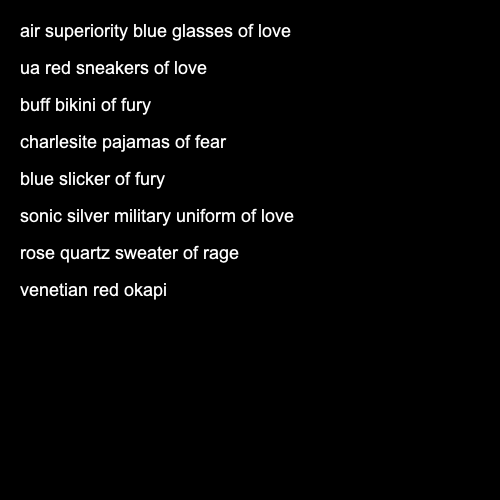 air superiority blue glasses of love
ua red sneakers of love
buff bikini of fury
charlesite pajamas of fear
blue slicker of fury
sonic silver military uniform of love
rose quartz sweater of rage
venetian red okapi